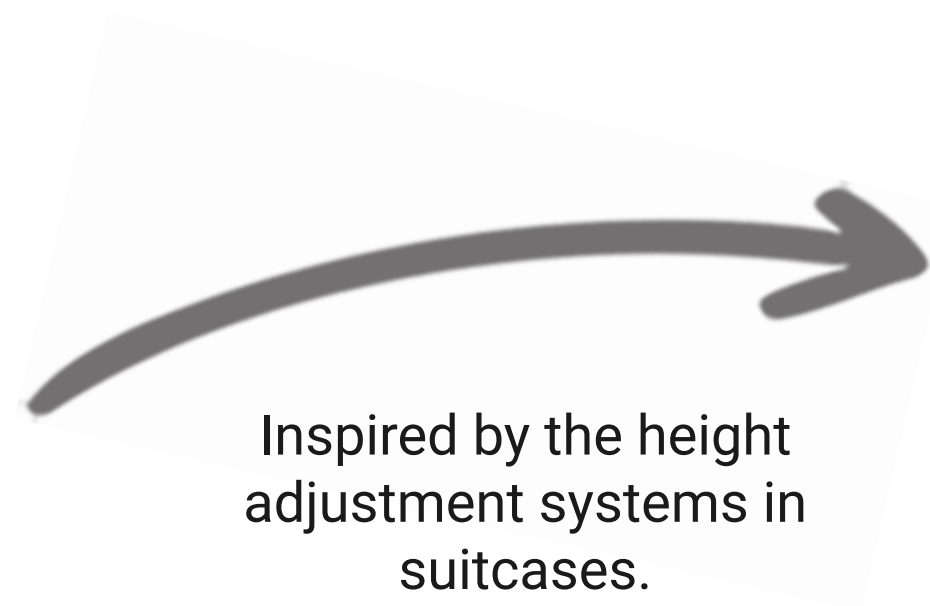 Inspired by the height
adjustment systems in
suitcases.